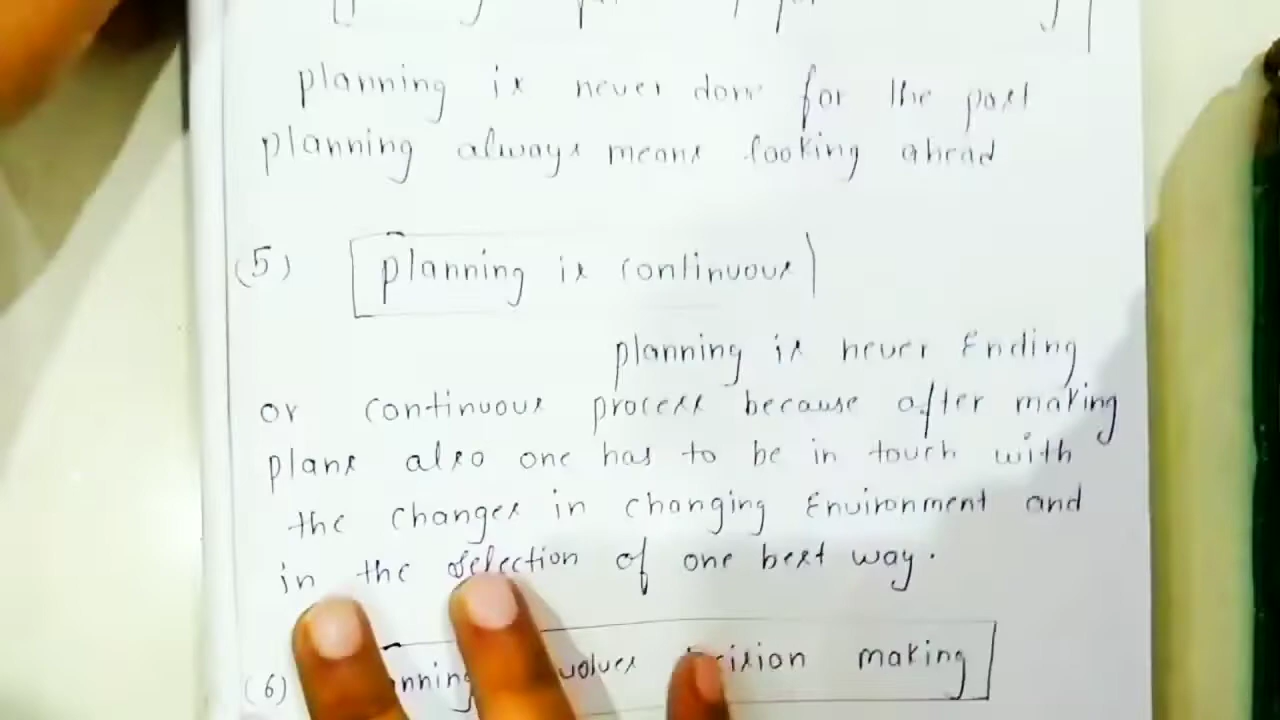 planning is never done for the past
planning always means looking ahead
(5) planning is continuous
planning is never Ending
or continuous process because after making
plans also one has to be in touch with
the changes in changing Environment and
in the selection of one best way.
(6) making